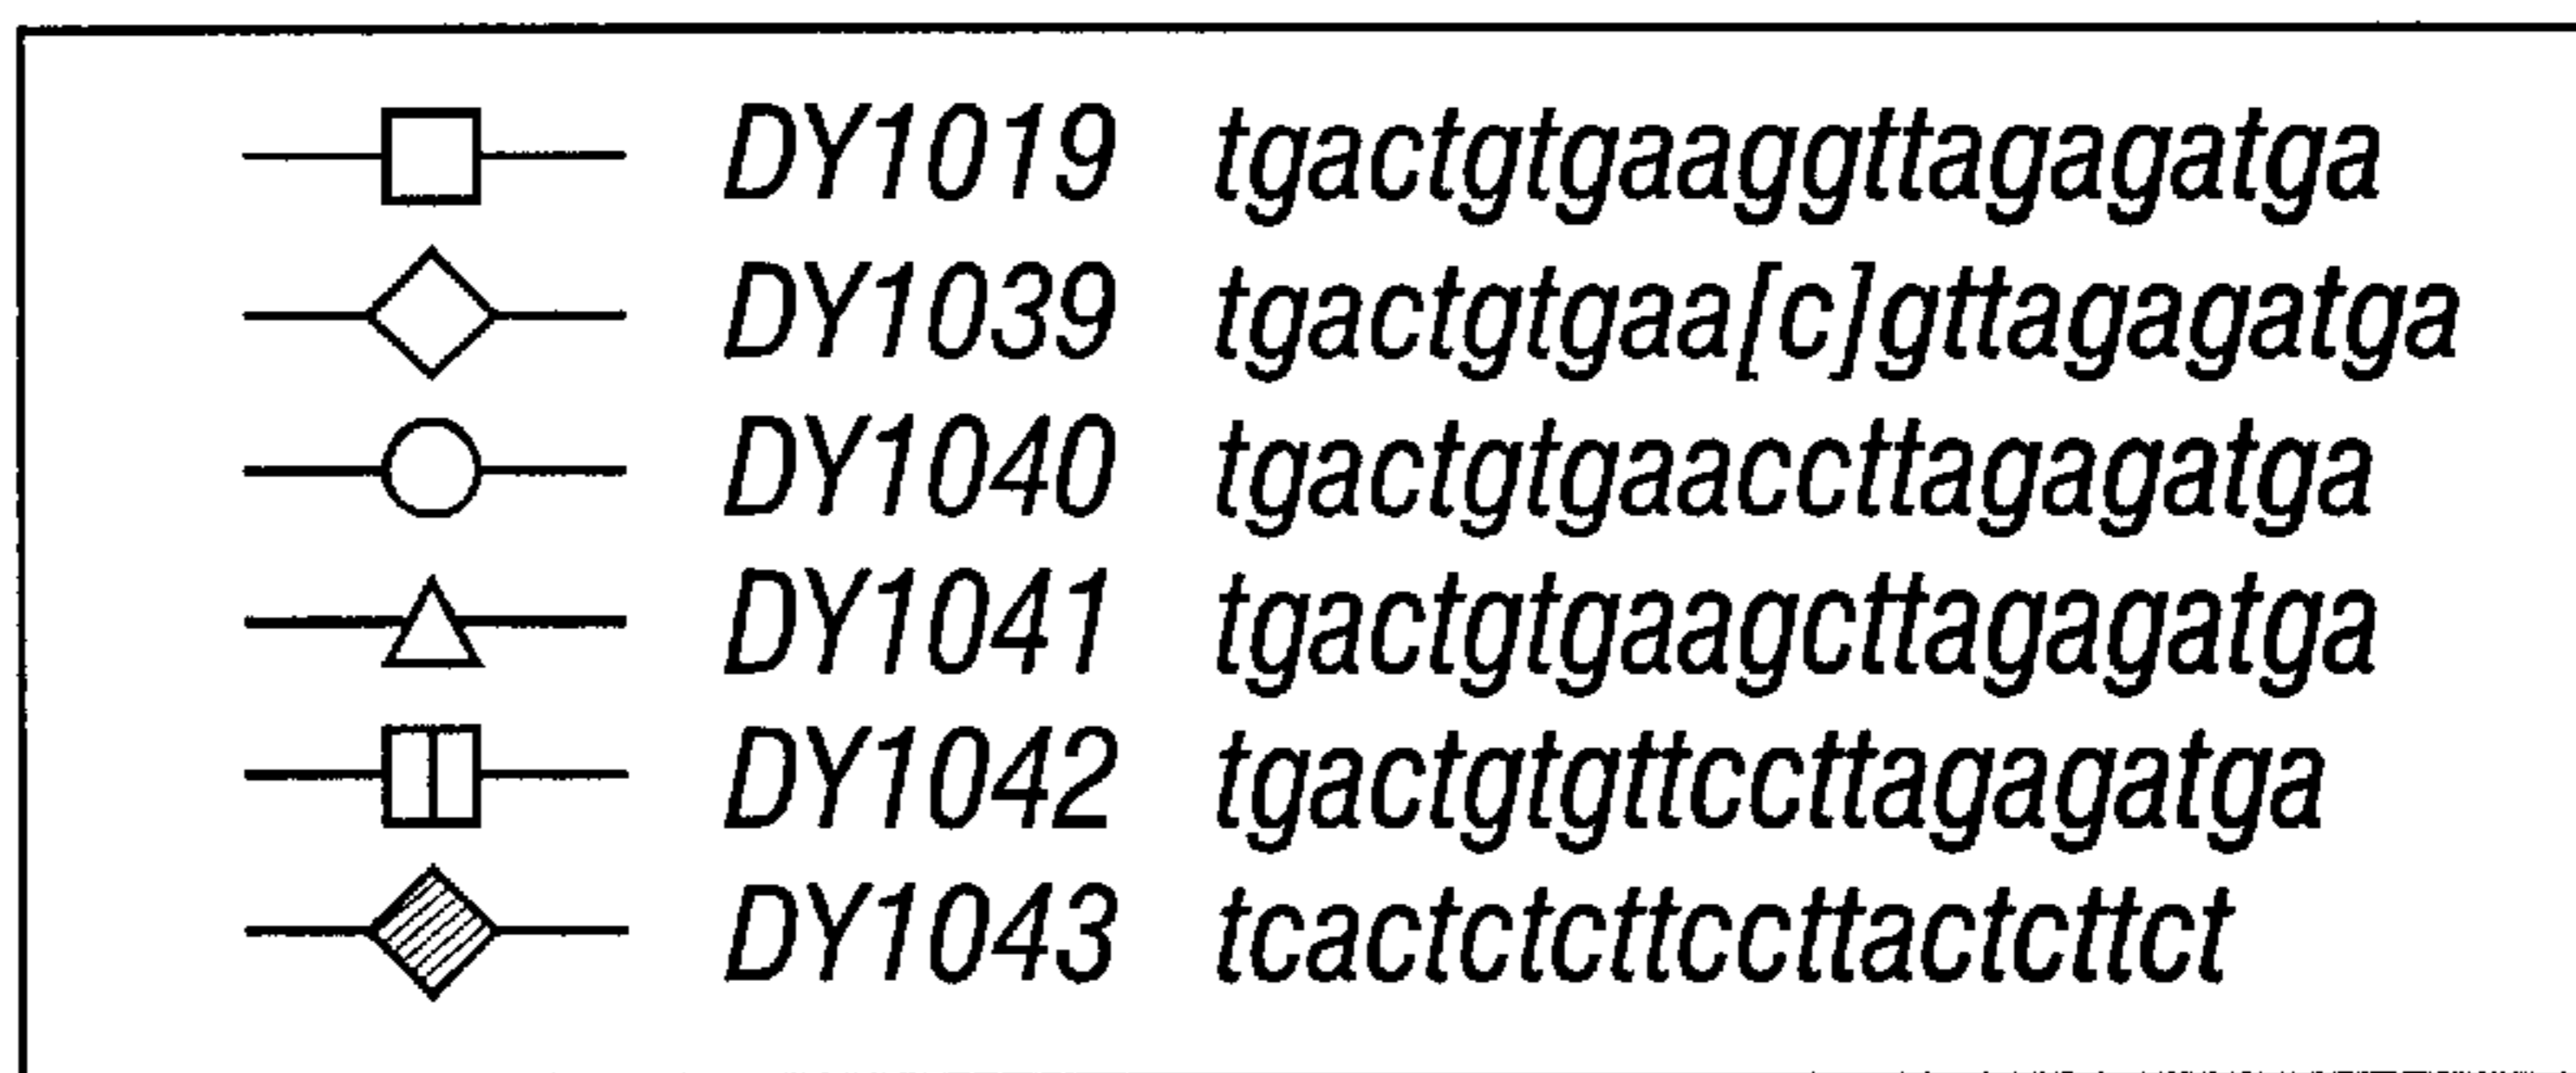 DY1019 tgactgtgaaggttagagatga
DY1039 tgactgtgaa[c]gttagagatga
DY1040 tgactgtgaaccttagagatga
DY1041 tgactgtgaagcttagagatga
DY1042 tgactgtgttccttagagatga
DY1043 tcactctcttccttactcttct